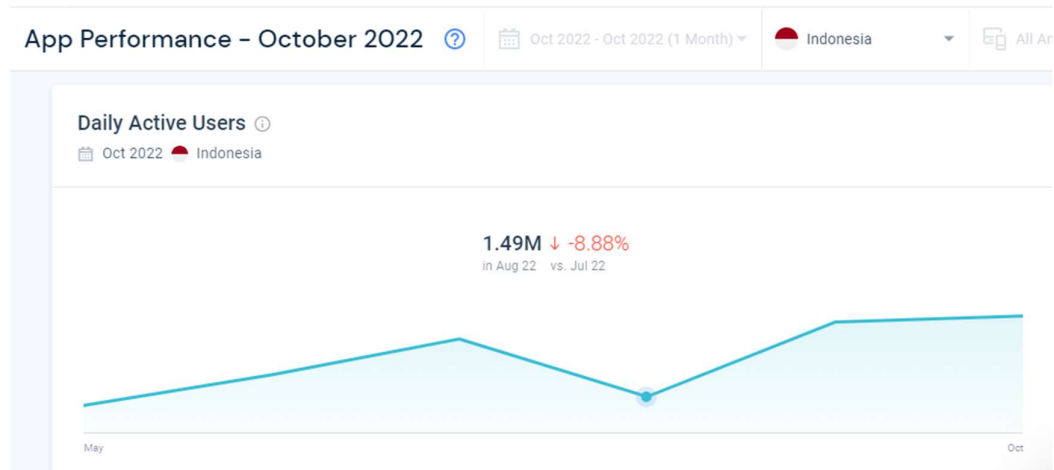 App Performance - October 2022
Oct 2022 - Oct 2022 (1 Month)
Indonesia
All
Daily Active Users
Oct 2022 Indonesia
1.49M ↓ -8.88%
in Aug 22 vs. Jul 22
May
Oct